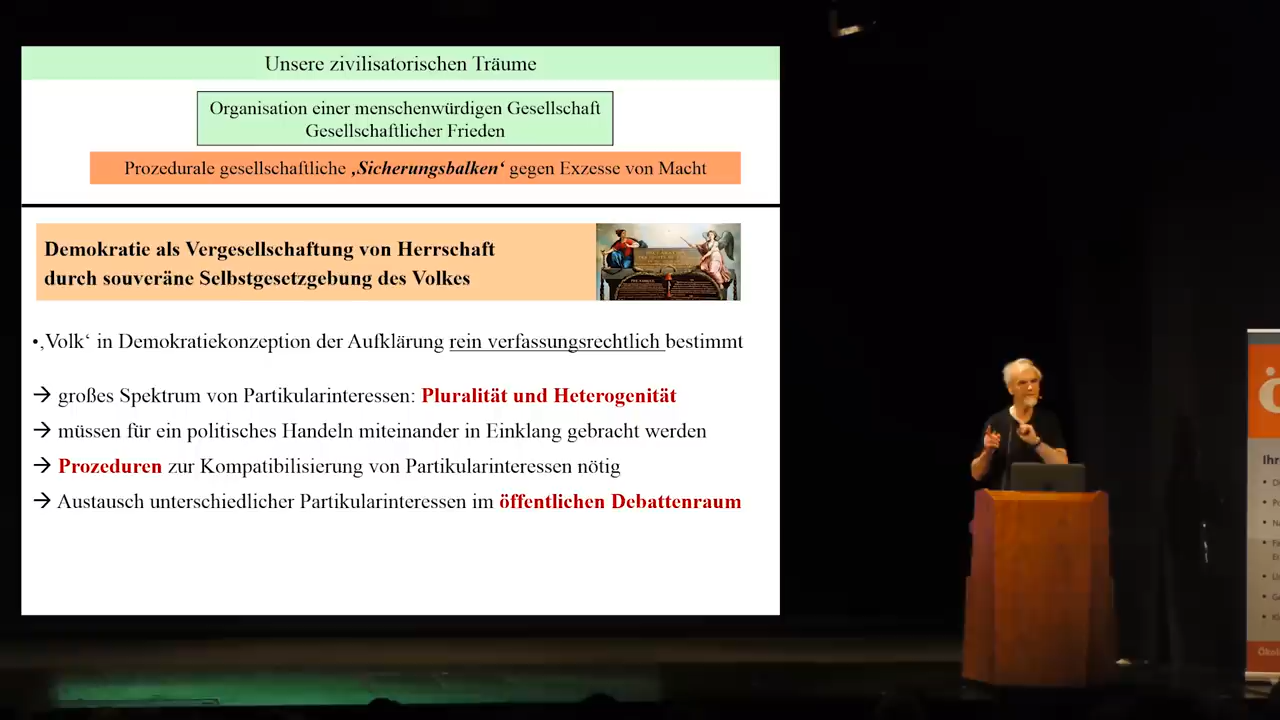 Unsere zivilisatorischen Träume
Organisation einer menschenwürdigen Gesellschaft
Gesellschaftlicher Frieden
Prozedurale gesellschaftliche ‚Sicherungsbalken‘ gegen Exzesse von Macht
Demokratie als Vergesellschaftung von Herrschaft
durch souveräne Selbstgesetzgebung des Volkes
•‚Volk‘ in Demokratiekonzeption der Aufklärung rein verfassungsrechtlich bestimmt
→ großes Spektrum von Partikularinteressen: Pluralität und Heterogenität
→ müssen für ein politisches Handeln miteinander in Einklang gebracht werden
→ Prozeduren zur Kompatibilisierung von Partikularinteressen nötig
→ Austausch unterschiedlicher Partikularinteressen im öffentlichen Debattenraum
ö
Ihr